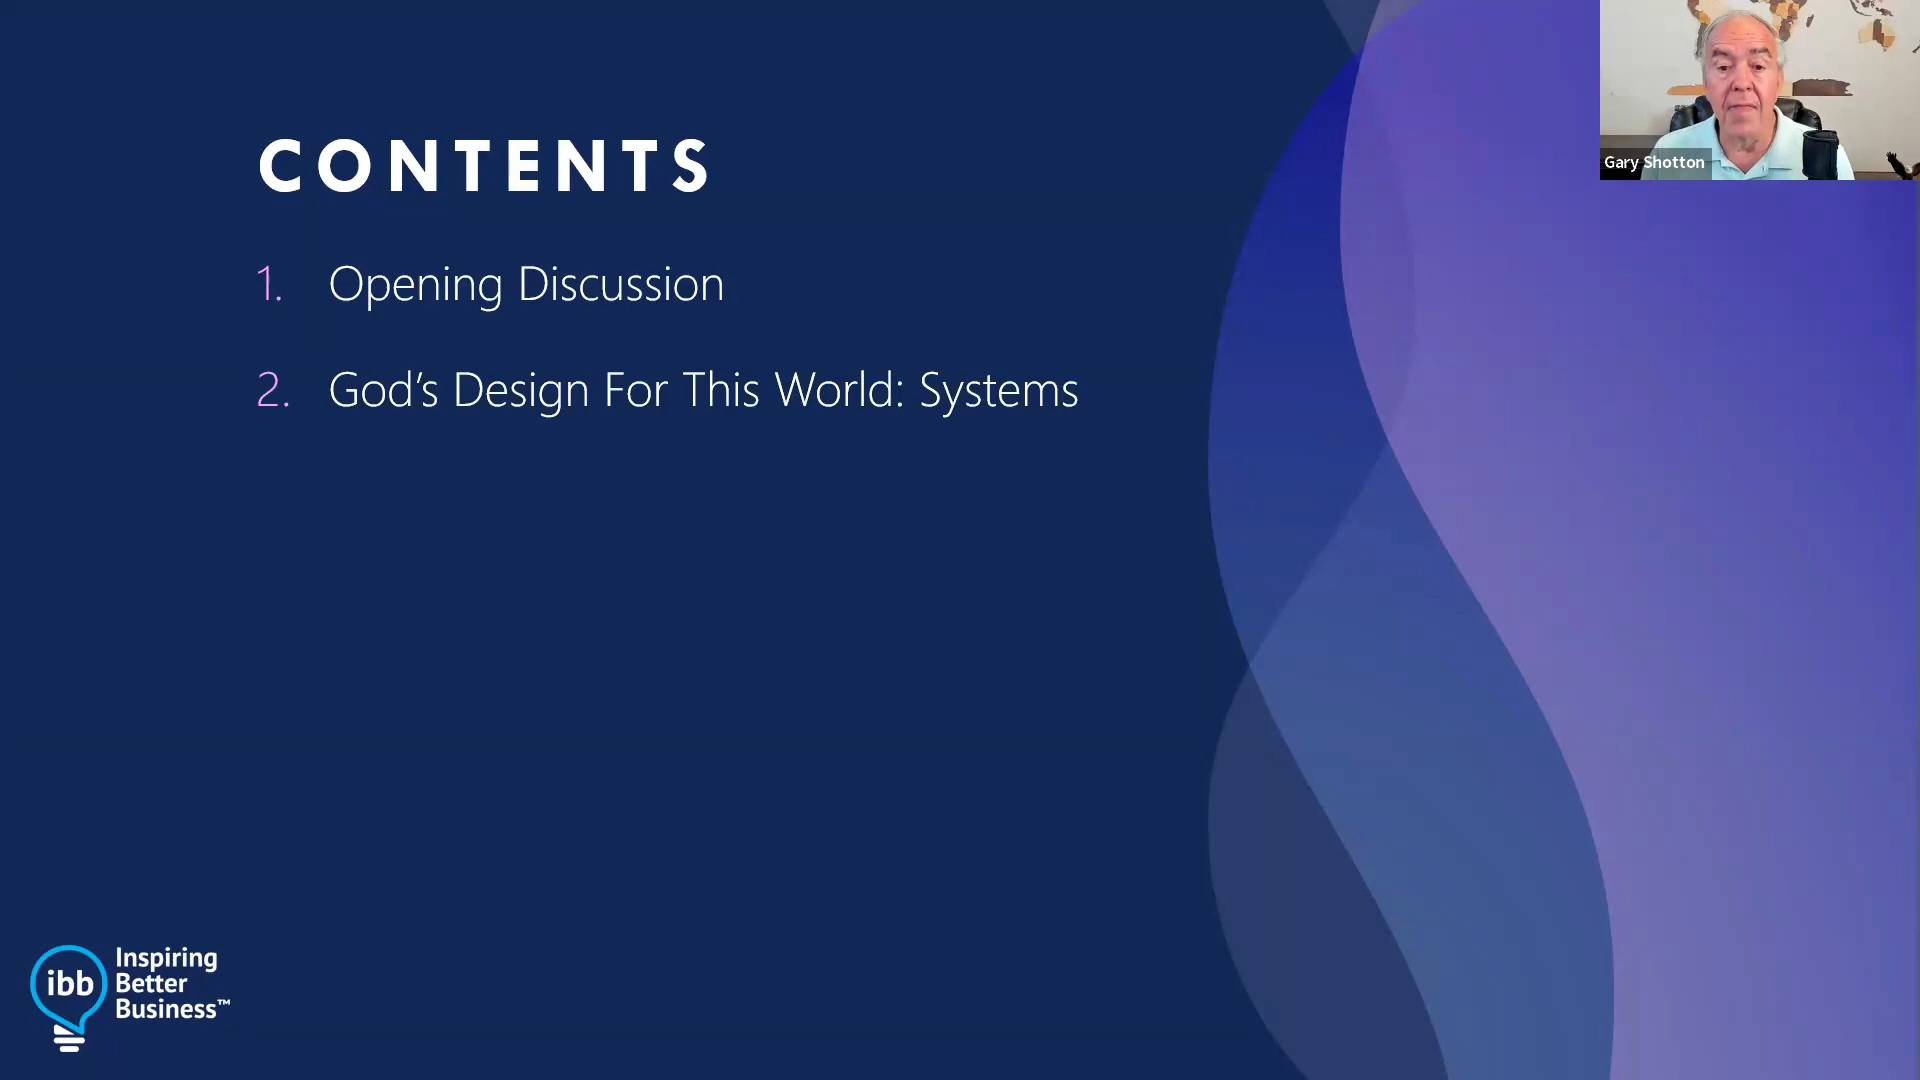 CONTENTS
1. Opening Discussion
2. God’s Design For This World: Systems
Gary Shotton
ibb
Inspiring
Better
Business™